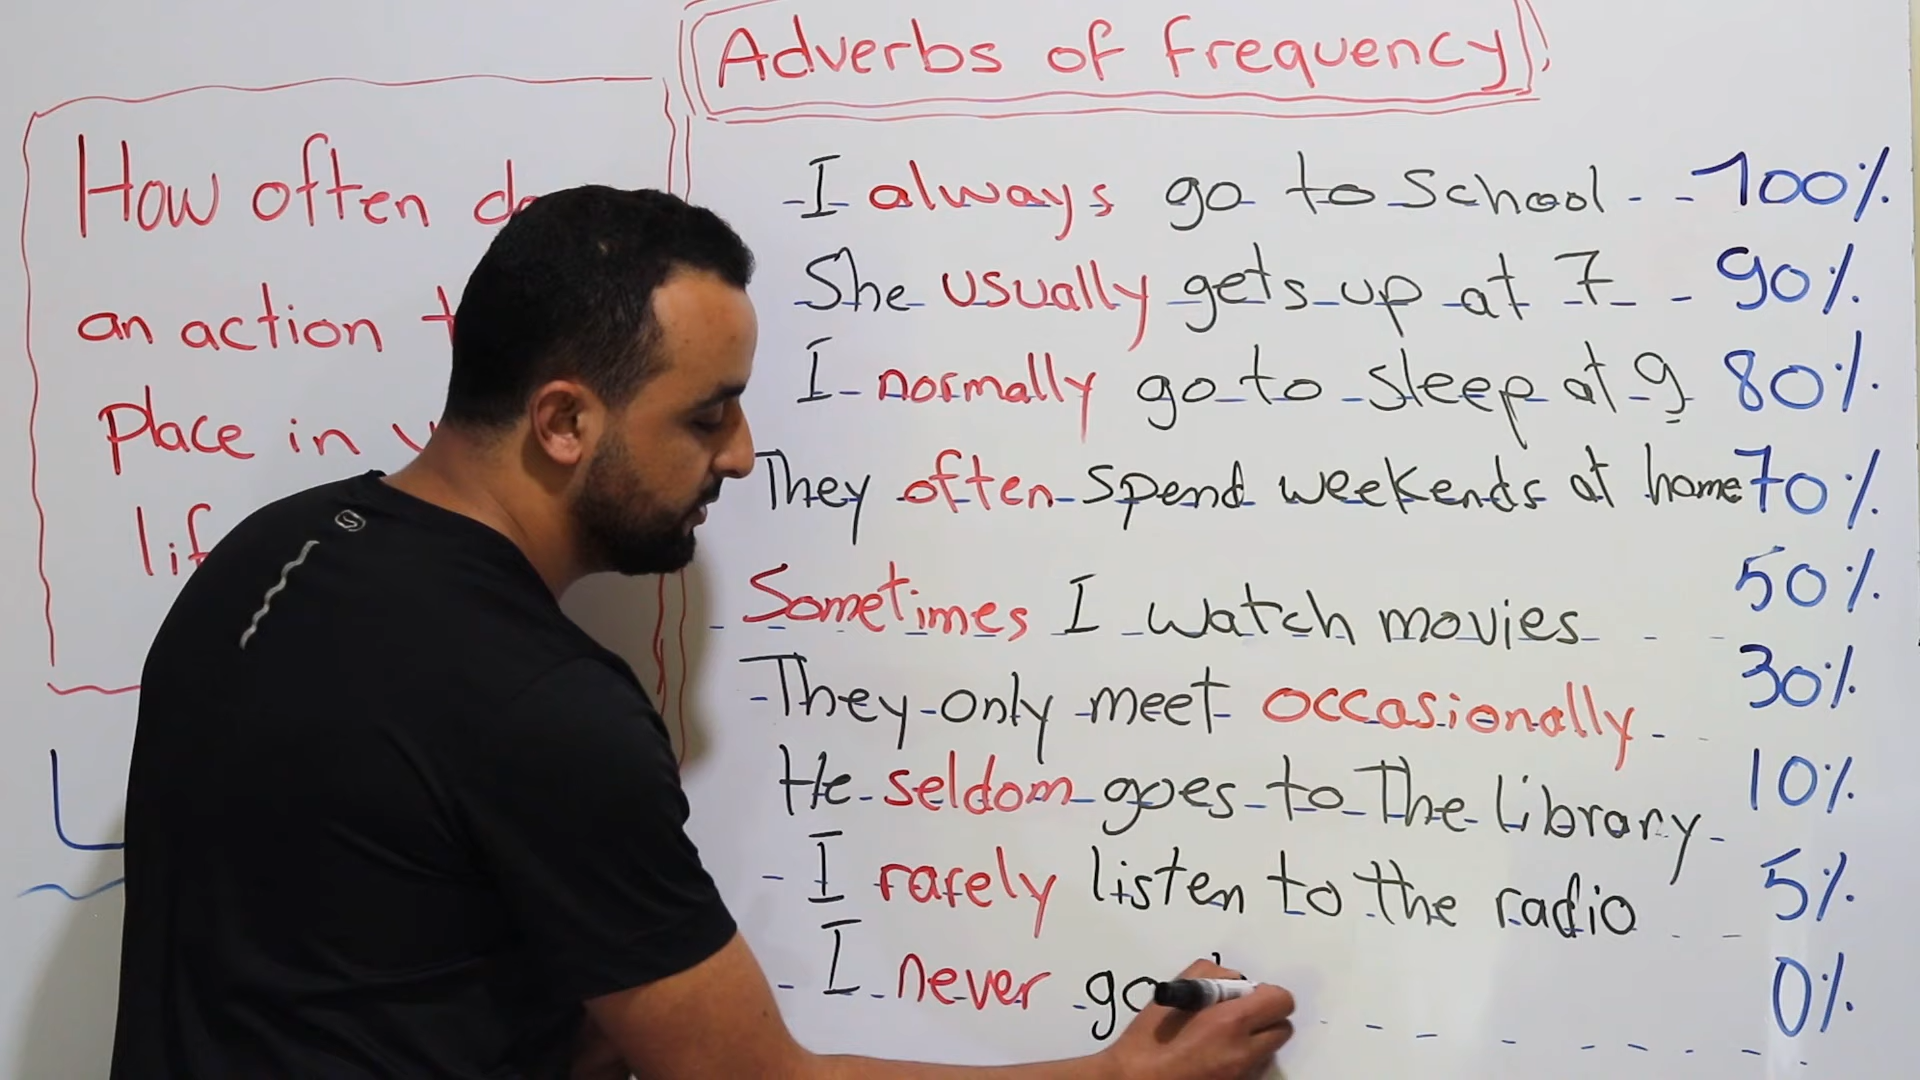 Adverbs of frequency
How often
an action
place in
I always go to school 100%
She usually gets up at 7 90%
I normally go to sleep at 9 80%
They often spend weekends at home 70%
Sometimes I watch movies 50%
They only meet occasionally 30%
He seldom goes to The library 10%
I rarely listen to the radio 5%
I never go 0%